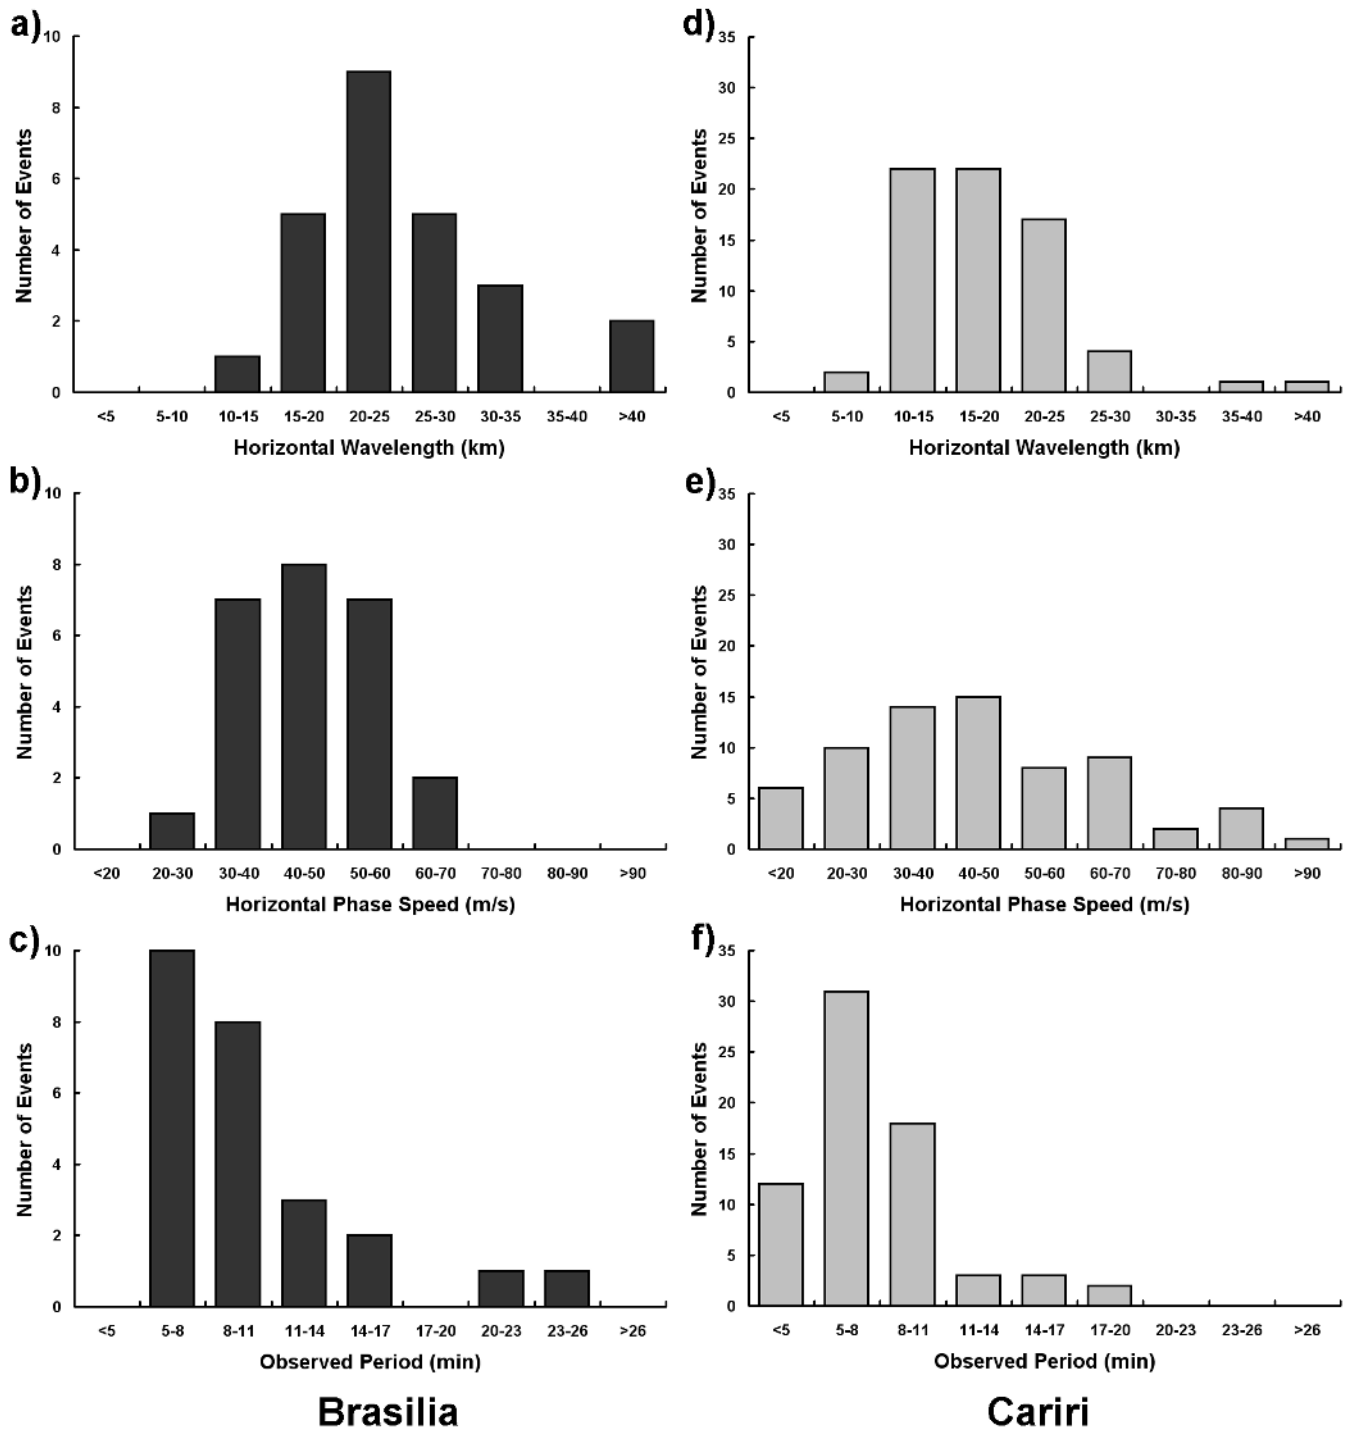 a)
10
8
6
4
2
0
Number of Events
<5 5-10 10-15 15-20 20-25 25-30 30-35 35-40 >40
Horizontal Wavelength (km)
d)
35
30
25
20
15
10
5
0
Number of Events
<5 5-10 10-15 15-20 20-25 25-30 30-35 35-40 >40
Horizontal Wavelength (km)
b)
10
8
6
4
2
0
Number of Events
<20 20-30 30-40 40-50 50-60 60-70 70-80 80-90 >90
Horizontal Phase Speed (m/s)
e)
35
30
25
20
15
10
5
0
Number of Events
<20 20-30 30-40 40-50 50-60 60-70 70-80 80-90 >90
Horizontal Phase Speed (m/s)
c)
10
8
6
4
2
0
Number of Events
<5 5-8 8-11 11-14 14-17 17-20 20-23 23-26 >26
Observed Period (min)
f)
35
30
25
20
15
10
5
0
Number of Events
<5 5-8 8-11 11-14 14-17 17-20 20-23 23-26 >26
Observed Period (min)
Brasilia
Cariri